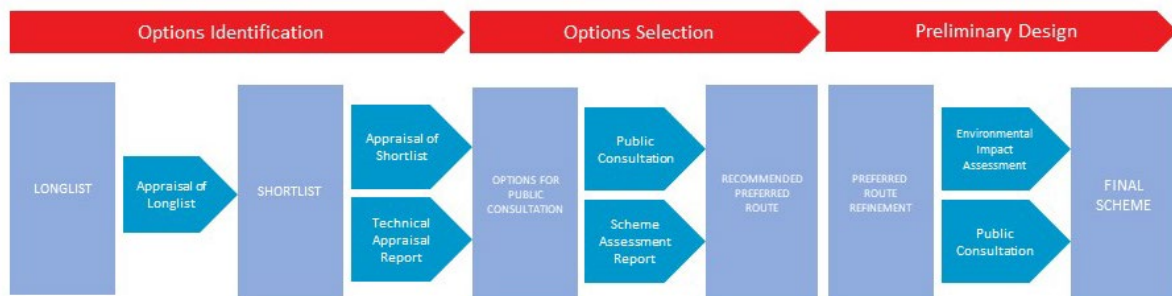 Options Identification
Options Selection
Preliminary Design
LONGLIST
Appraisal of
Longlist
SHORTLIST
Appraisal of
Shortlist
Technical
Appraisal
Report
OPTIONS FOR
PUBLIC
CONSULTATION
Public
Consultation
Scheme
Assessment
Report
RECOMMENDED
PREFERRED
ROUTE
PREFERRED
ROUTE
REFINEMENT
Environmental
Impact
Assessment
Public
Consultation
FINAL
SCHEME